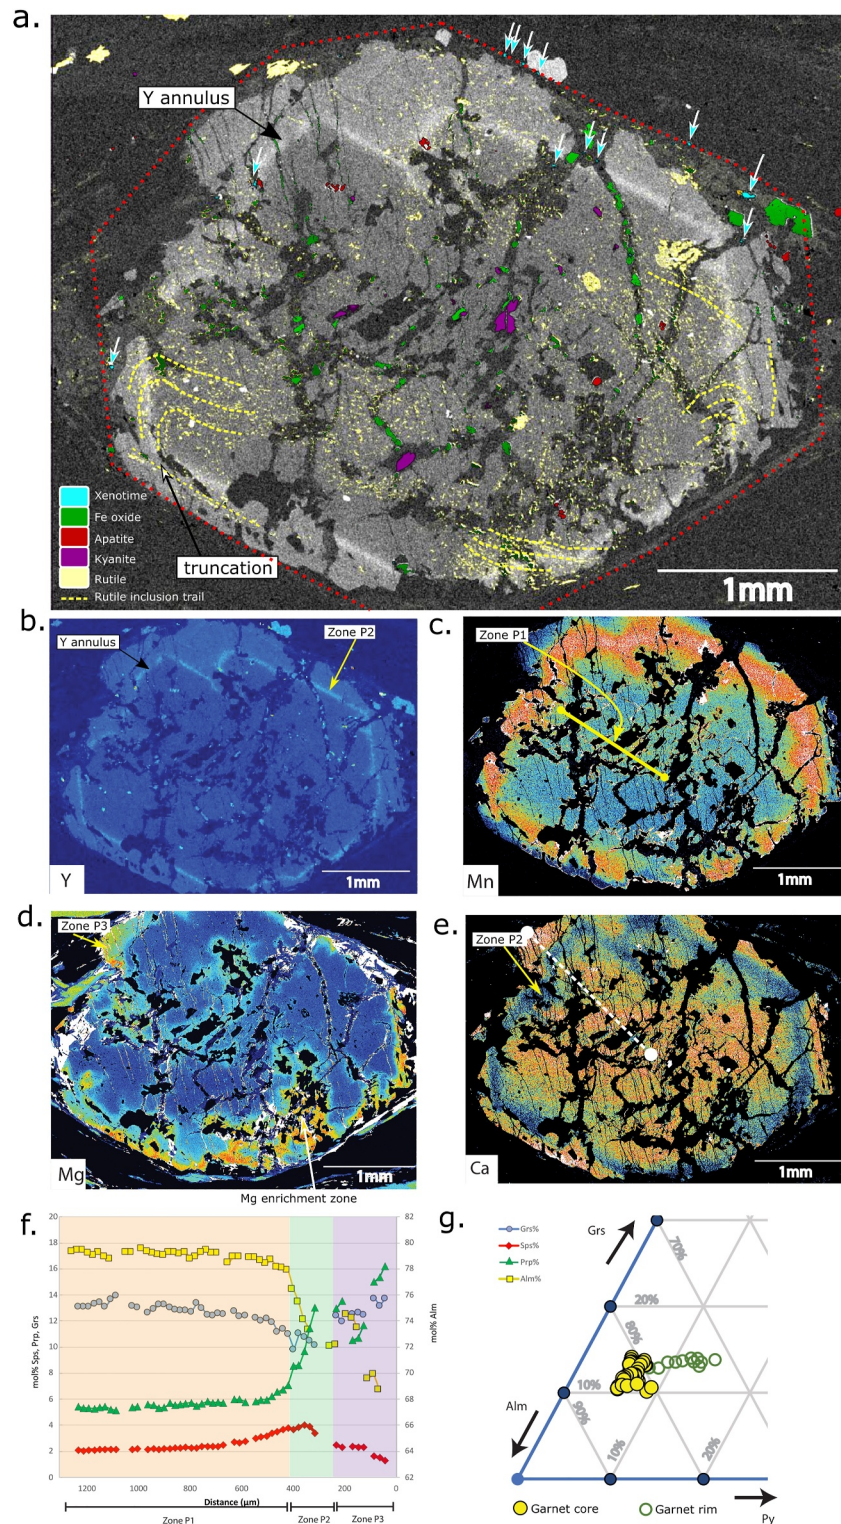 a.
Y annulus
Xenotime
Fe oxide
Apatite
Kyanite
Rutile
Rutile inclusion trail
truncation
1mm
b.
Y annulus
Zone P2
Y
1mm
c.
Zone P1
Mn
1mm
d.
Zone P3
Mg
1mm
Mg enrichment zone
e.
Zone P2
Ca
1mm
f.
mol% Sps, Prp, Grs
20
18
16
14
12
10
8
6
4
2
0
82
80
78
76
74
72
70
68
66
64
62
mol% Alm
Grs%
Sps%
Prp%
Alm%
1200 1000 800 600 400 200 0
Distance (µm)
Zone P1 Zone P2 Zone P3
g.
Grs%
Sps%
Prp%
Alm%
Grs
70%
20%
80%
10%
Alm
90%
10%
20%
Garnet core
Garnet rim
Py